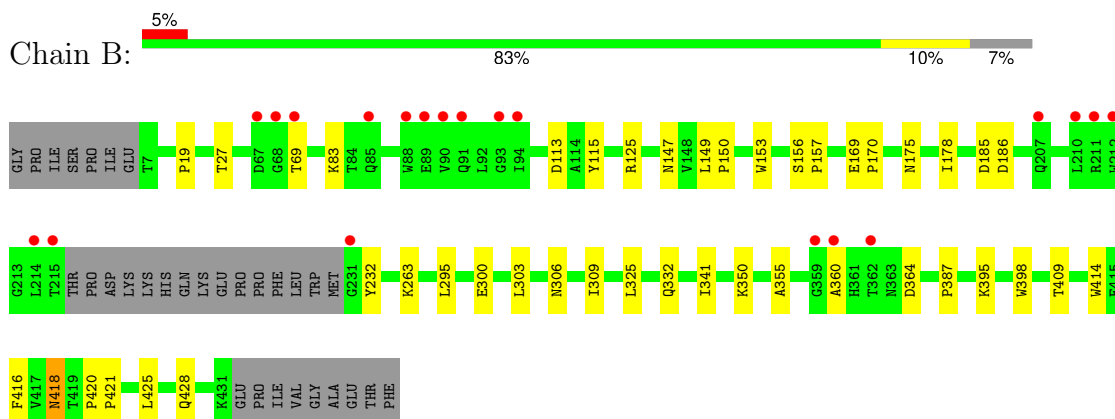 5%
Chain B:
83% 10% 7%
GLY PRO ILE SER PRO ILE GLU T7 P19 T27 D67 G68 T69 K83 T84 Q85 W88 E89 V90 Q91 L92 G93 I94 D113 A114 Y115 R125 N147 V148 L149 P150 W153 S156 P157 E169 P170 N175 I178 D185 D186 Q207 L210 R211 W212
G213 L214 T215 THR PRO ASP LYS LYS HIS GLN LYS GLU PRO PRO PHE LEU TRP MET G231 Y232 K263 L295 E300 L303 N306 I309 L325 Q332 I341 K350 A355 G359 A360 H361 T362 N363 D364 P387 K395 W398 T409 W414 F415
F416 V417 N418 T419 P420 P421 L425 Q428 K431 GLU PRO ILE VAL GLY ALA GLU THR PHE